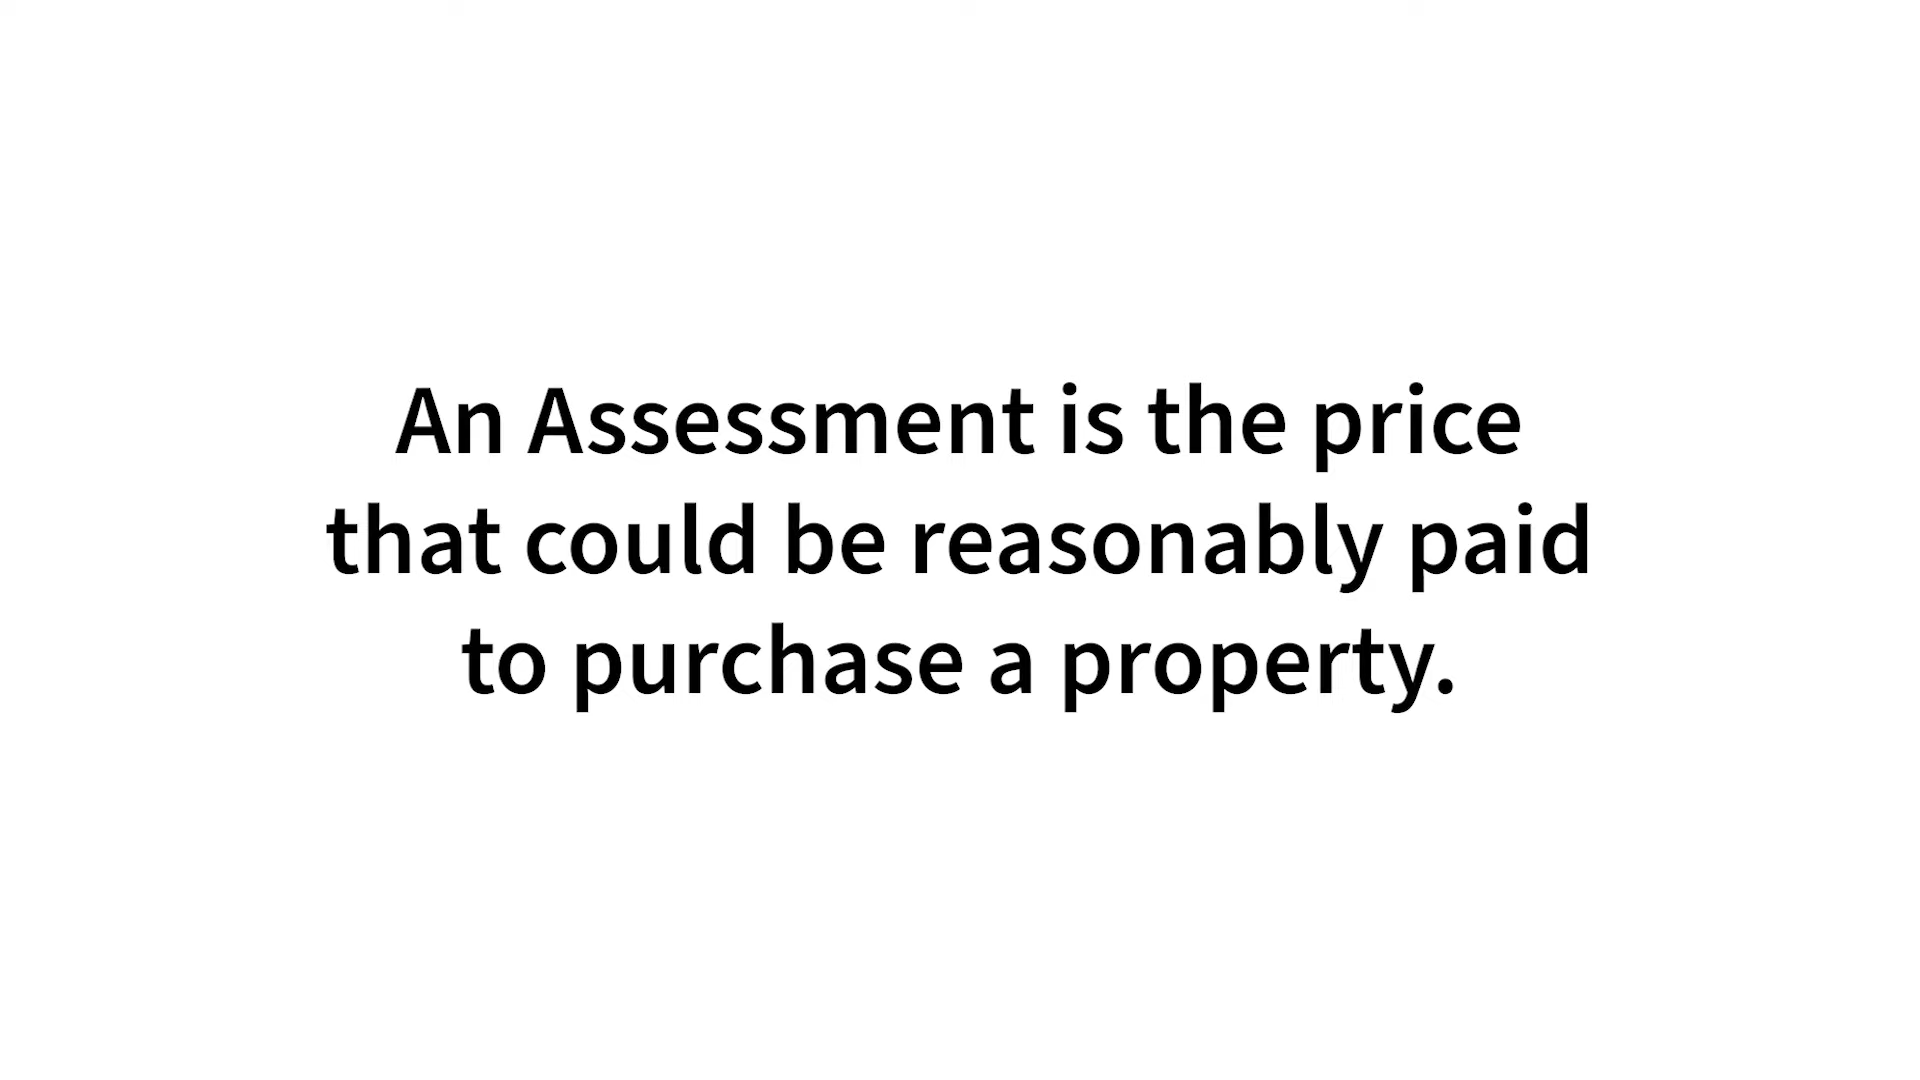 An Assessment is the price
that could be reasonably paid
to purchase a property.